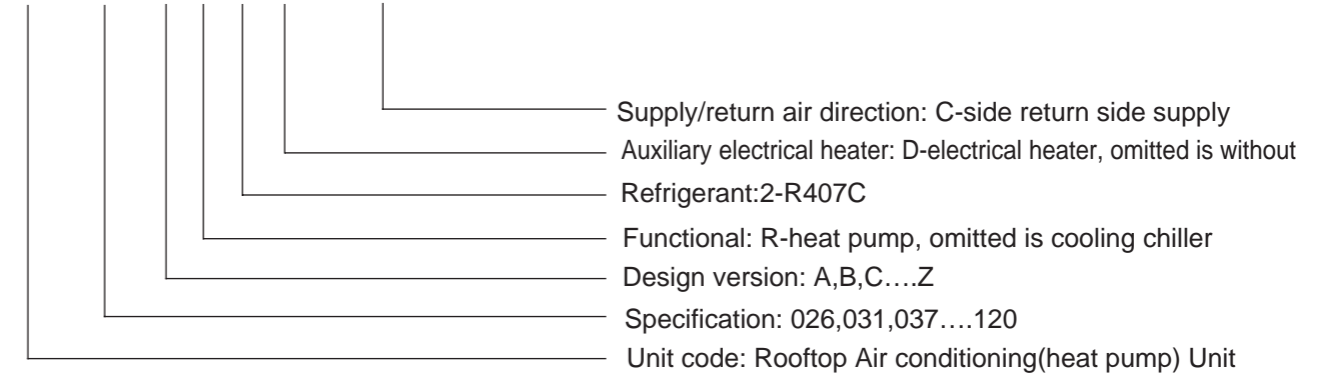 Supply/return air direction: C-side return side supply
Auxiliary electrical heater: D-electrical heater, omitted is without
Refrigerant:2-R407C
Functional: R-heat pump, omitted is cooling chiller
Design version: A,B,C….Z
Specification: 026,031,037….120
Unit code: Rooftop Air conditioning(heat pump) Unit